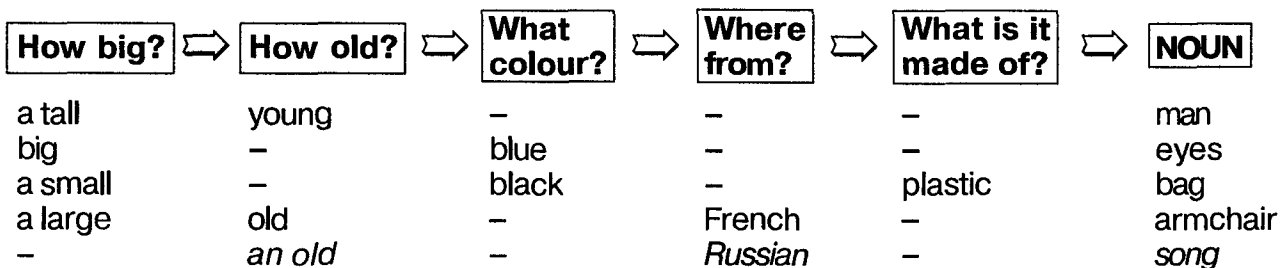 How big? ⇨ How old? ⇨ What colour? ⇨ Where from? ⇨ What is it made of? ⇨ NOUN
a tall young – – – man
big – blue – – eyes
a small – black – plastic bag
a large old – French – armchair
– an old – Russian – song